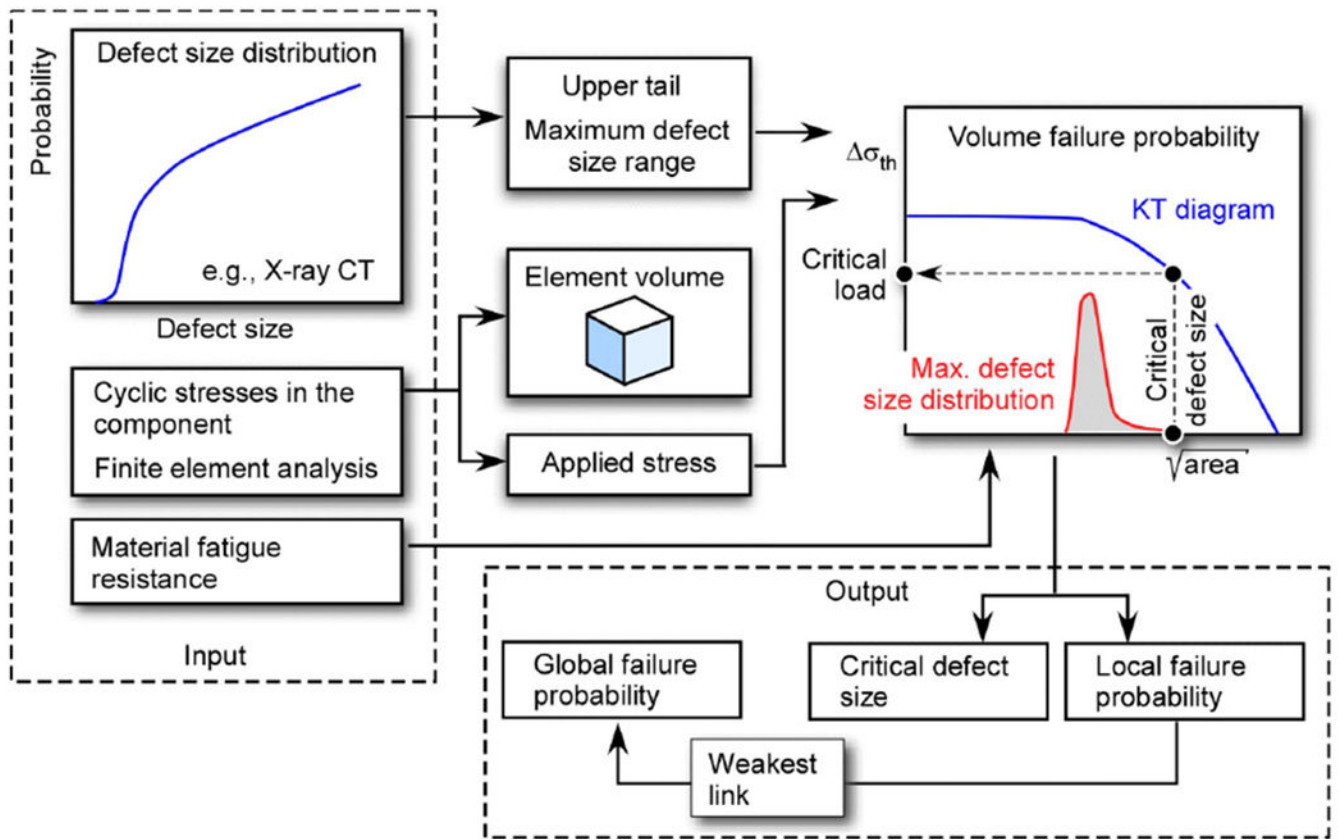 Probability
Defect size distribution
e.g., X-ray CT
Defect size
Cyclic stresses in the
component
Finite element analysis
Material fatigue
resistance
Input
Upper tail
Maximum defect
size range
Element volume
Applied stress
Δσth
Volume failure probability
KT diagram
Critical
load
Max. defect
size distribution
Critical
defect size
√area
Output
Global failure
probability
Critical defect
size
Local failure
probability
Weakest
link